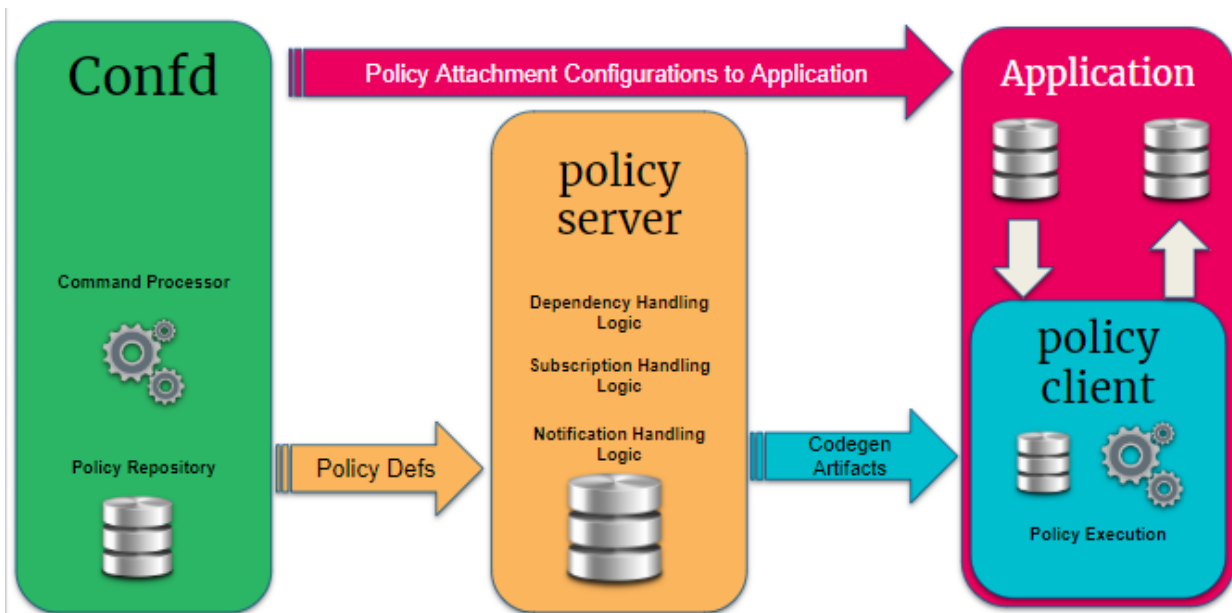 Confd
Command Processor
Policy Repository
Policy Attachment Configurations to Application
Policy Defs
policy
server
Dependency Handling
Logic
Subscription Handling
Logic
Notification Handling
Logic
Codegen
Artifacts
Application
policy
client
Policy Execution